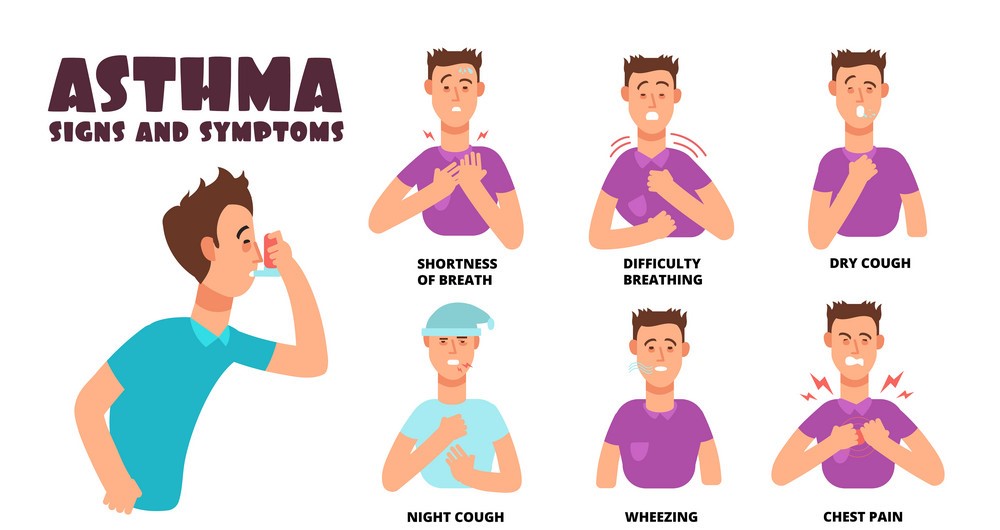 ASTHMA
SIGNS AND SYMPTOMS
SHORTNESS
OF BREATH
DIFFICULTY
BREATHING
DRY COUGH
NIGHT COUGH
WHEEZING
CHEST PAIN